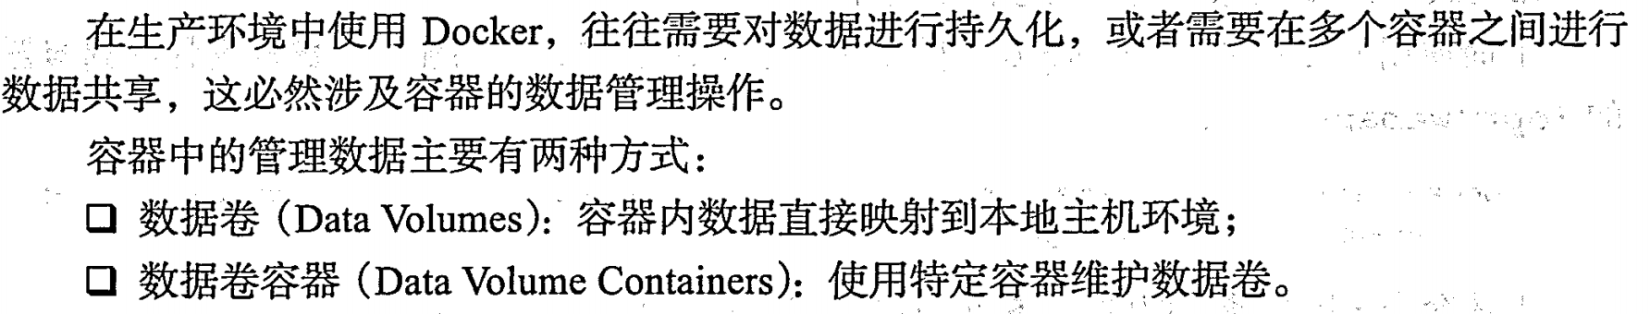 在生产环境中使用 Docker，往往需要对数据进行持久化，或者需要在多个容器之间进行
数据共享，这必然涉及容器的数据管理操作。
容器中的管理数据主要有两种方式：
❏ 数据卷（Data Volumes）：容器内数据直接映射到本地主机环境；
❏ 数据卷容器（Data Volume Containers）：使用特定容器维护数据卷。